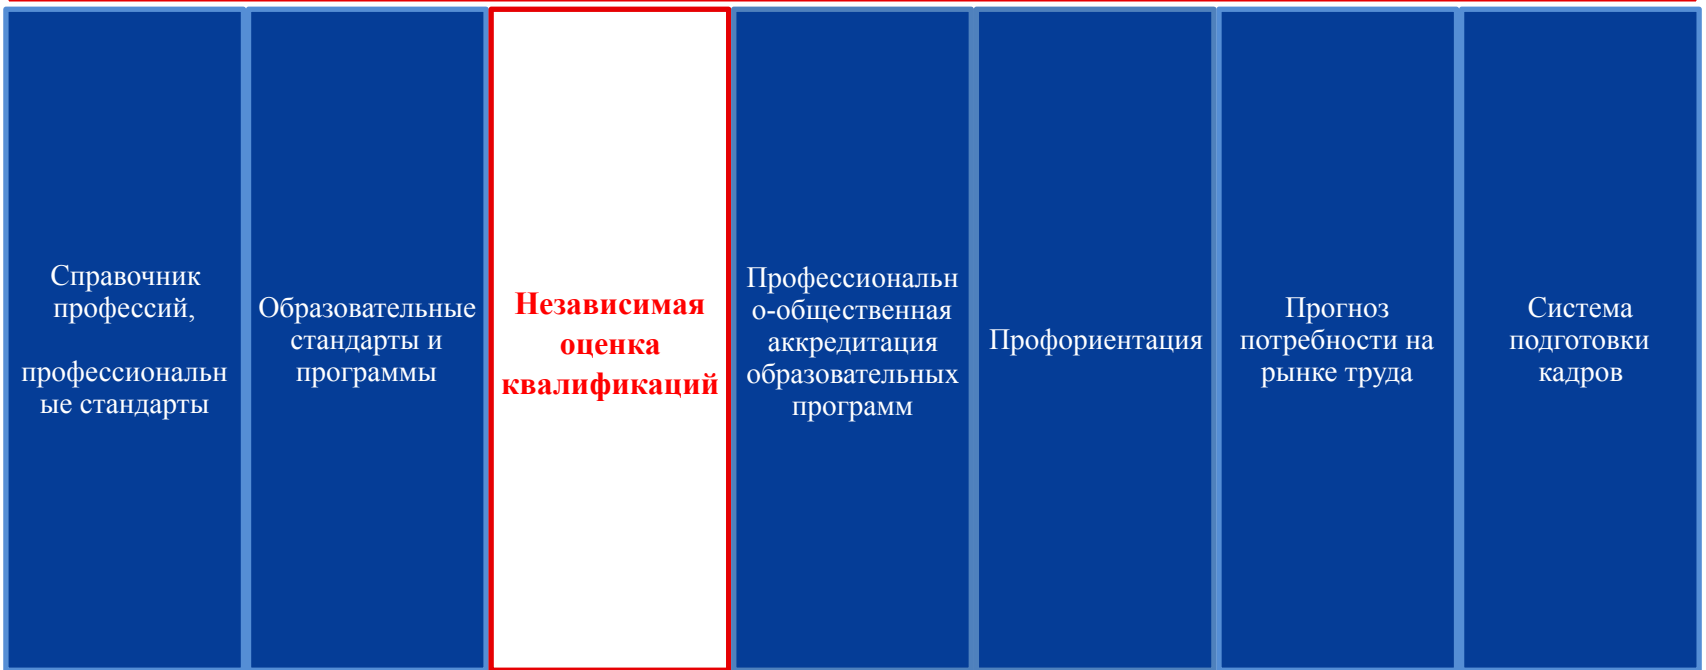 Справочник
профессий,
профессиональн
ые стандарты
Образовательные
стандарты и
программы
Независимая
оценка
квалификаций
Профессиональн
о-общественная
аккредитация
образовательных
программ
Профориентация
Прогноз
потребности на
рынке труда
Система
подготовки
кадров